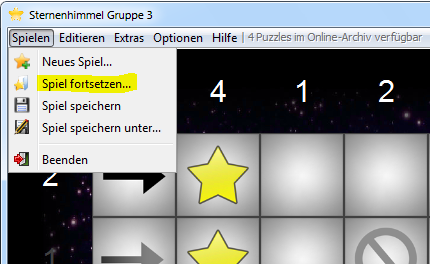 Sternenhimmel Gruppe 3
Spielen Editieren Extras Optionen Hilfe | 4 Puzzles im Online-Archiv verfügbar
Neues Spiel...
Spiel fortsetzen...
Spiel speichern
Spiel speichern unter...
Beenden
4 1 2
2
1